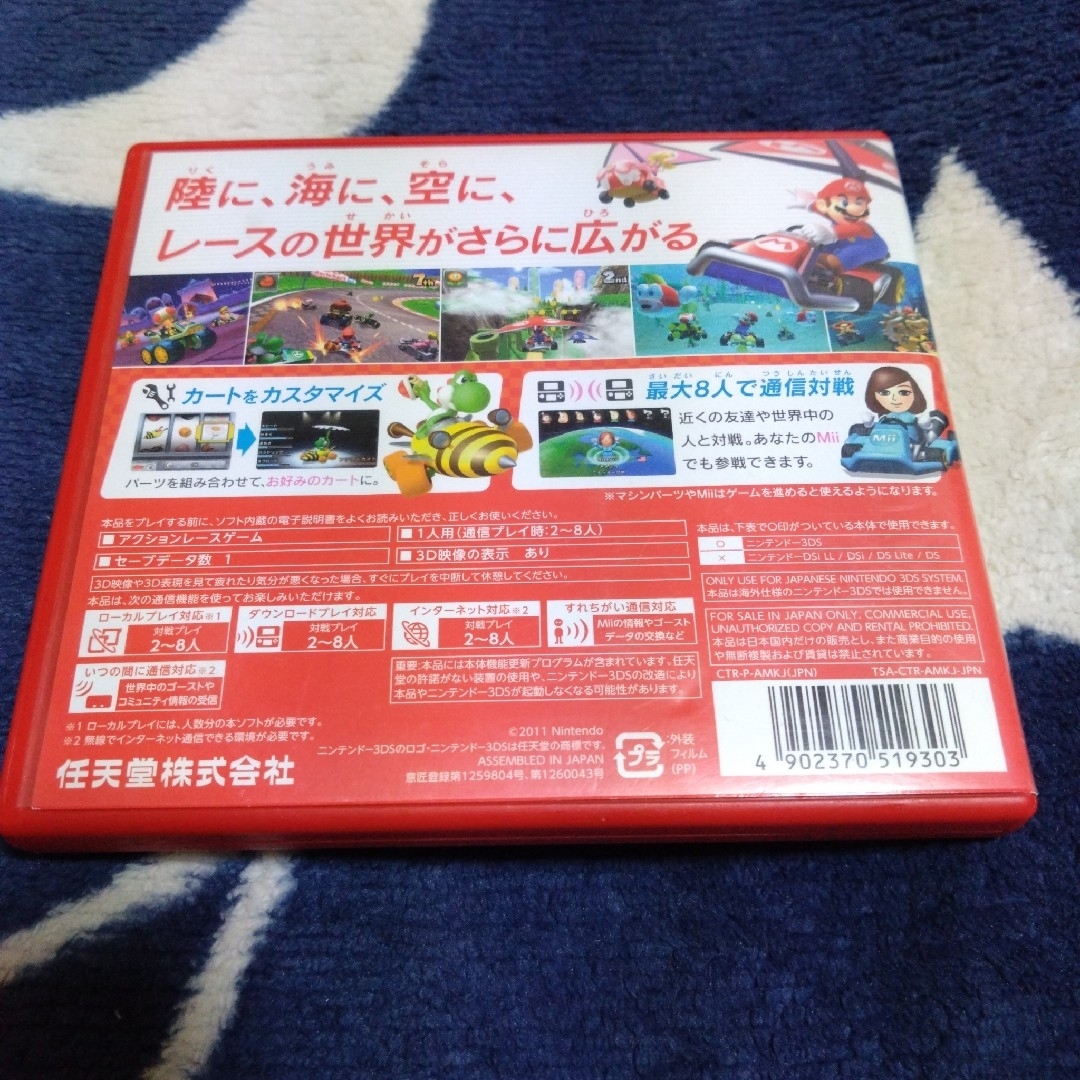 陸に、海に、空に、
レースの世界がさらに広がる
7th
2nd
カートをカスタマイズ
パーツを組み合わせて、お好みのカートに。
最大8人で通信対戦
近くの友達や世界中の
人と対戦。あなたのMii
でも参戦できます。
Mii
※マシンパーツやMiiはゲームを進めると使えるようになります。
本品をプレイする前に、ソフト内蔵の電子説明書をよくお読みいただき、正しくお使いください。
■アクションレースゲーム
■1人用(通信プレイ時:2〜8人)
■セーブデータ数 1
■3D映像の表示 あり
3D映像や3D表現を見て疲れたり気分が悪くなった場合、すぐにプレイを中断して休憩してください。
本品は、次の通信機能を使ってお楽しみいただけます。
ローカルプレイ対応※1
対戦プレイ
2〜8人
ダウンロードプレイ対応
対戦プレイ
2〜8人
インターネット対応※2
対戦プレイ
2〜8人
すれちがい通信対応
Miiの情報やゴースト
データの交換など
いつの間に通信対応※2
世界中のゴーストや
コミュニティ情報の受信
重要:本品には本体機能更新プログラムが含まれています。任天
堂の許諾がない装置の使用や、ニンテンドー3DSの改造により
本品やニンテンドー3DSが起動しなくなる可能性があります。
※1 ローカルプレイには、人数分の本ソフトが必要です。
※2 無線でインターネット通信できる環境が必要です。
任天堂株式会社
©2011 Nintendo
ニンテンドー3DSのロゴ・ニンテンドー3DSは任天堂の商標です。
ASSEMBLED IN JAPAN
意匠登録第1259804号、第1260043号
プラ
:外装
フィルム
(PP)
本品は、下表で○印がついている本体で使用できます。
○ ニンテンドー3DS
× ニンテンドーDSi LL / DSi / DS Lite / DS
ONLY USE FOR JAPANESE NINTENDO 3DS SYSTEM.
本品は海外仕様のニンテンドー3DSでは使用できません。
FOR SALE IN JAPAN ONLY. COMMERCIAL USE,
UNAUTHORIZED COPY AND RENTAL PROHIBITED.
本品は日本国内だけの販売とし、また商業目的の使用
や無断複製および賃貸は禁止されています。
CTR-P-AMKJ(JPN) TSA-CTR-AMKJ-JPN
4 902370 519303